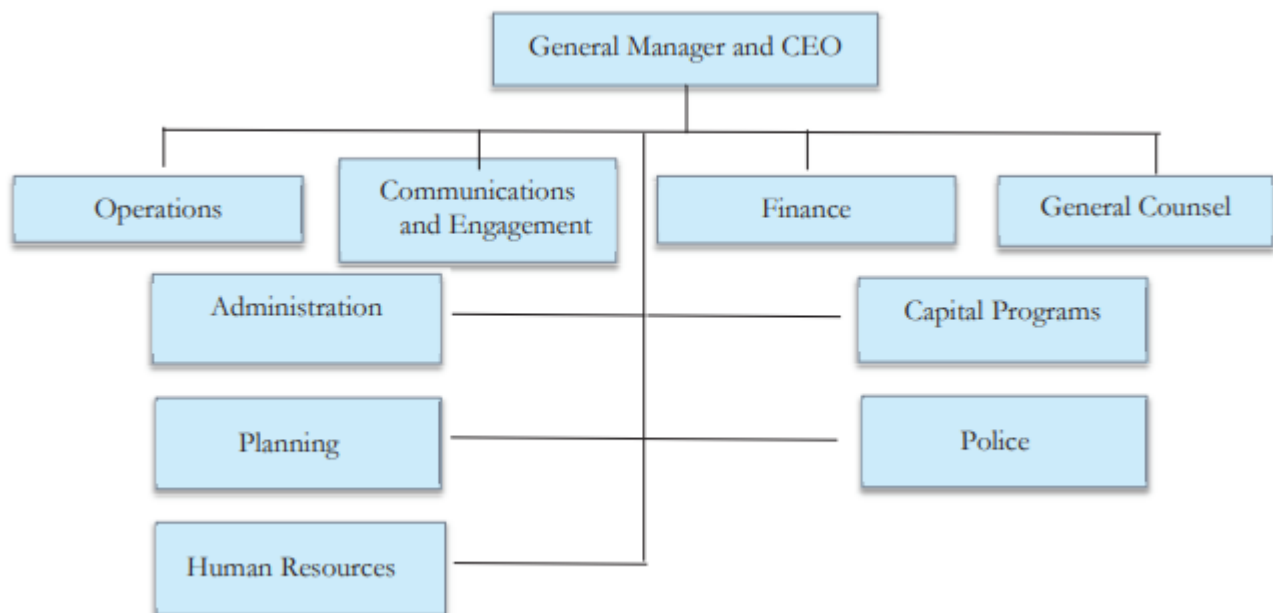 General Manager and CEO
Operations
Communications
and Engagement
Finance
General Counsel
Administration
Capital Programs
Planning
Police
Human Resources